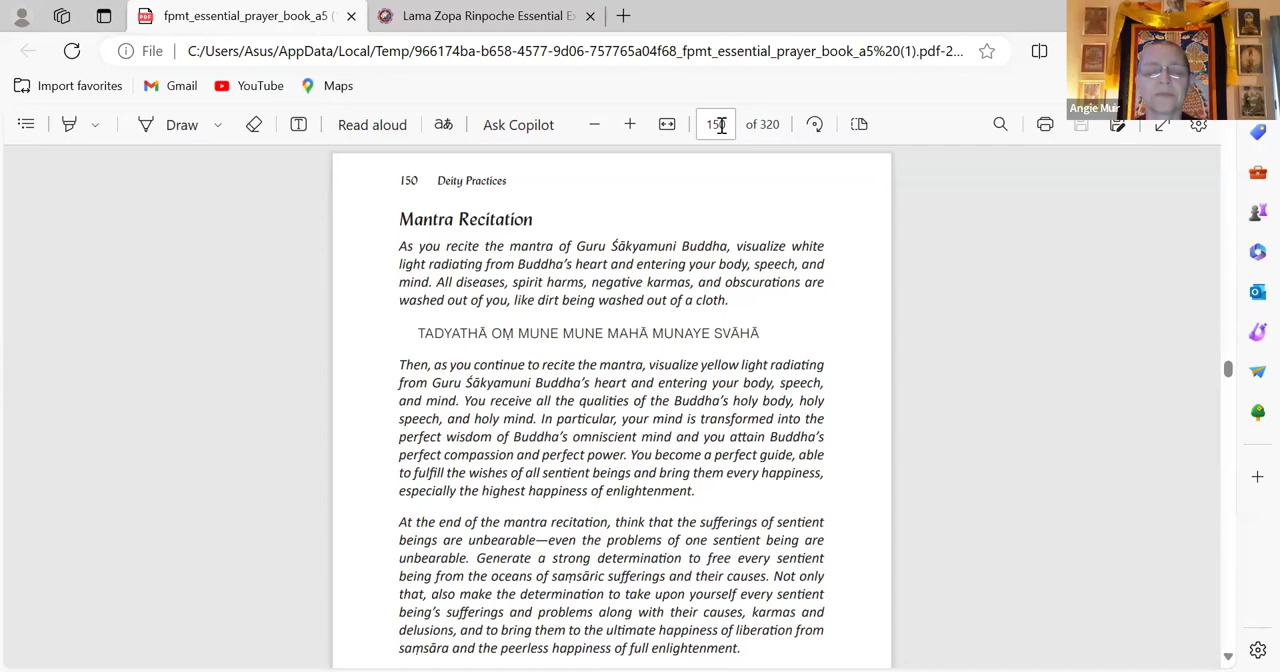 fpmt_essential_prayer_book_a5 (
Lama Zopa Rinpoche Essential E
File
C:/Users/Asus/AppData/Local/Temp/966174ba-b658-4577-9d06-757765a04f68_fpmt_essential_prayer_book_a5%20(1).pdf-2...
Import favorites
Gmail
YouTube
Maps
Angie Muir
Draw
Read aloud
Ask Copilot
of 320
150 Deity Practices
Mantra Recitation
As you recite the mantra of Guru Śākyamuni Buddha, visualize white
light radiating from Buddha’s heart and entering your body, speech, and
mind. All diseases, spirit harms, negative karmas, and obscurations are
washed out of you, like dirt being washed out of a cloth.
TADYATHĀ OṂ MUNE MUNE MAHĀ MUNAYE SVĀHĀ
Then, as you continue to recite the mantra, visualize yellow light radiating
from Guru Śākyamuni Buddha’s heart and entering your body, speech,
and mind. You receive all the qualities of the Buddha’s holy body, holy
speech, and holy mind. In particular, your mind is transformed into the
perfect wisdom of Buddha’s omniscient mind and you attain Buddha’s
perfect compassion and perfect power. You become a perfect guide, able
to fulfill the wishes of all sentient beings and bring them every happiness,
especially the highest happiness of enlightenment.
At the end of the mantra recitation, think that the sufferings of sentient
beings are unbearable—even the problems of one sentient being are
unbearable. Generate a strong determination to free every sentient
being from the oceans of saṃsāric sufferings and their causes. Not only
that, also make the determination to take upon yourself every sentient
being’s sufferings and problems along with their causes, karmas and
delusions, and to bring them to the ultimate happiness of liberation from
saṃsāra and the peerless happiness of full enlightenment.